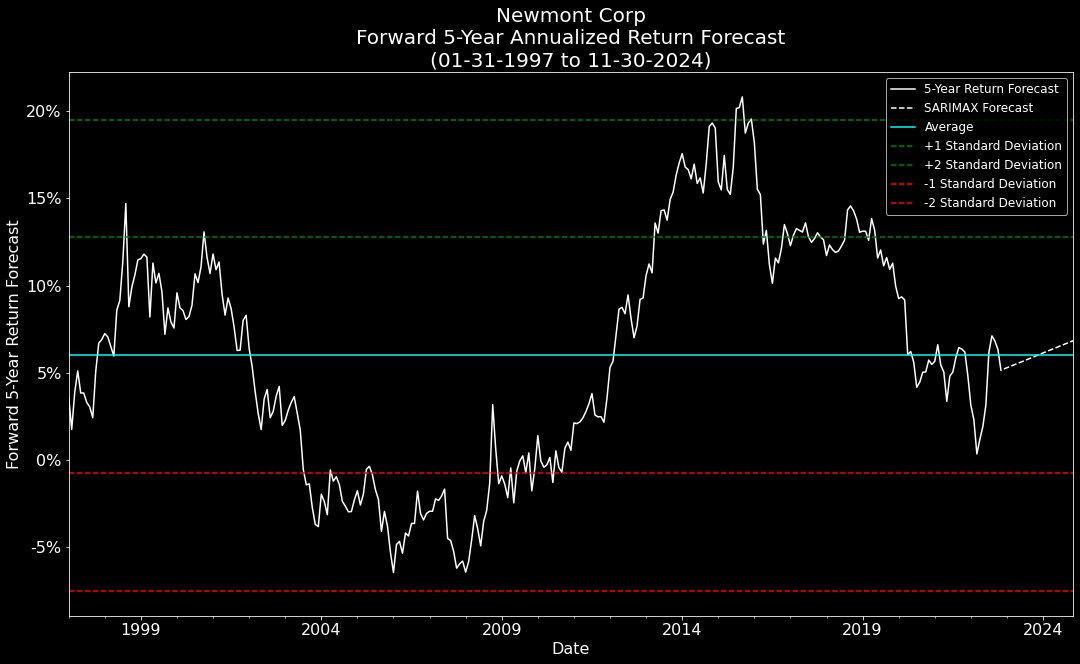 Newmont Corp
Forward 5-Year Annualized Return Forecast
(01-31-1997 to 11-30-2024)
5-Year Return Forecast
SARIMAX Forecast
Average
+1 Standard Deviation
+2 Standard Deviation
-1 Standard Deviation
-2 Standard Deviation
Forward 5-Year Return Forecast
20%
15%
10%
5%
0%
-5%
1999 2004 2009 2014 2019 2024
Date